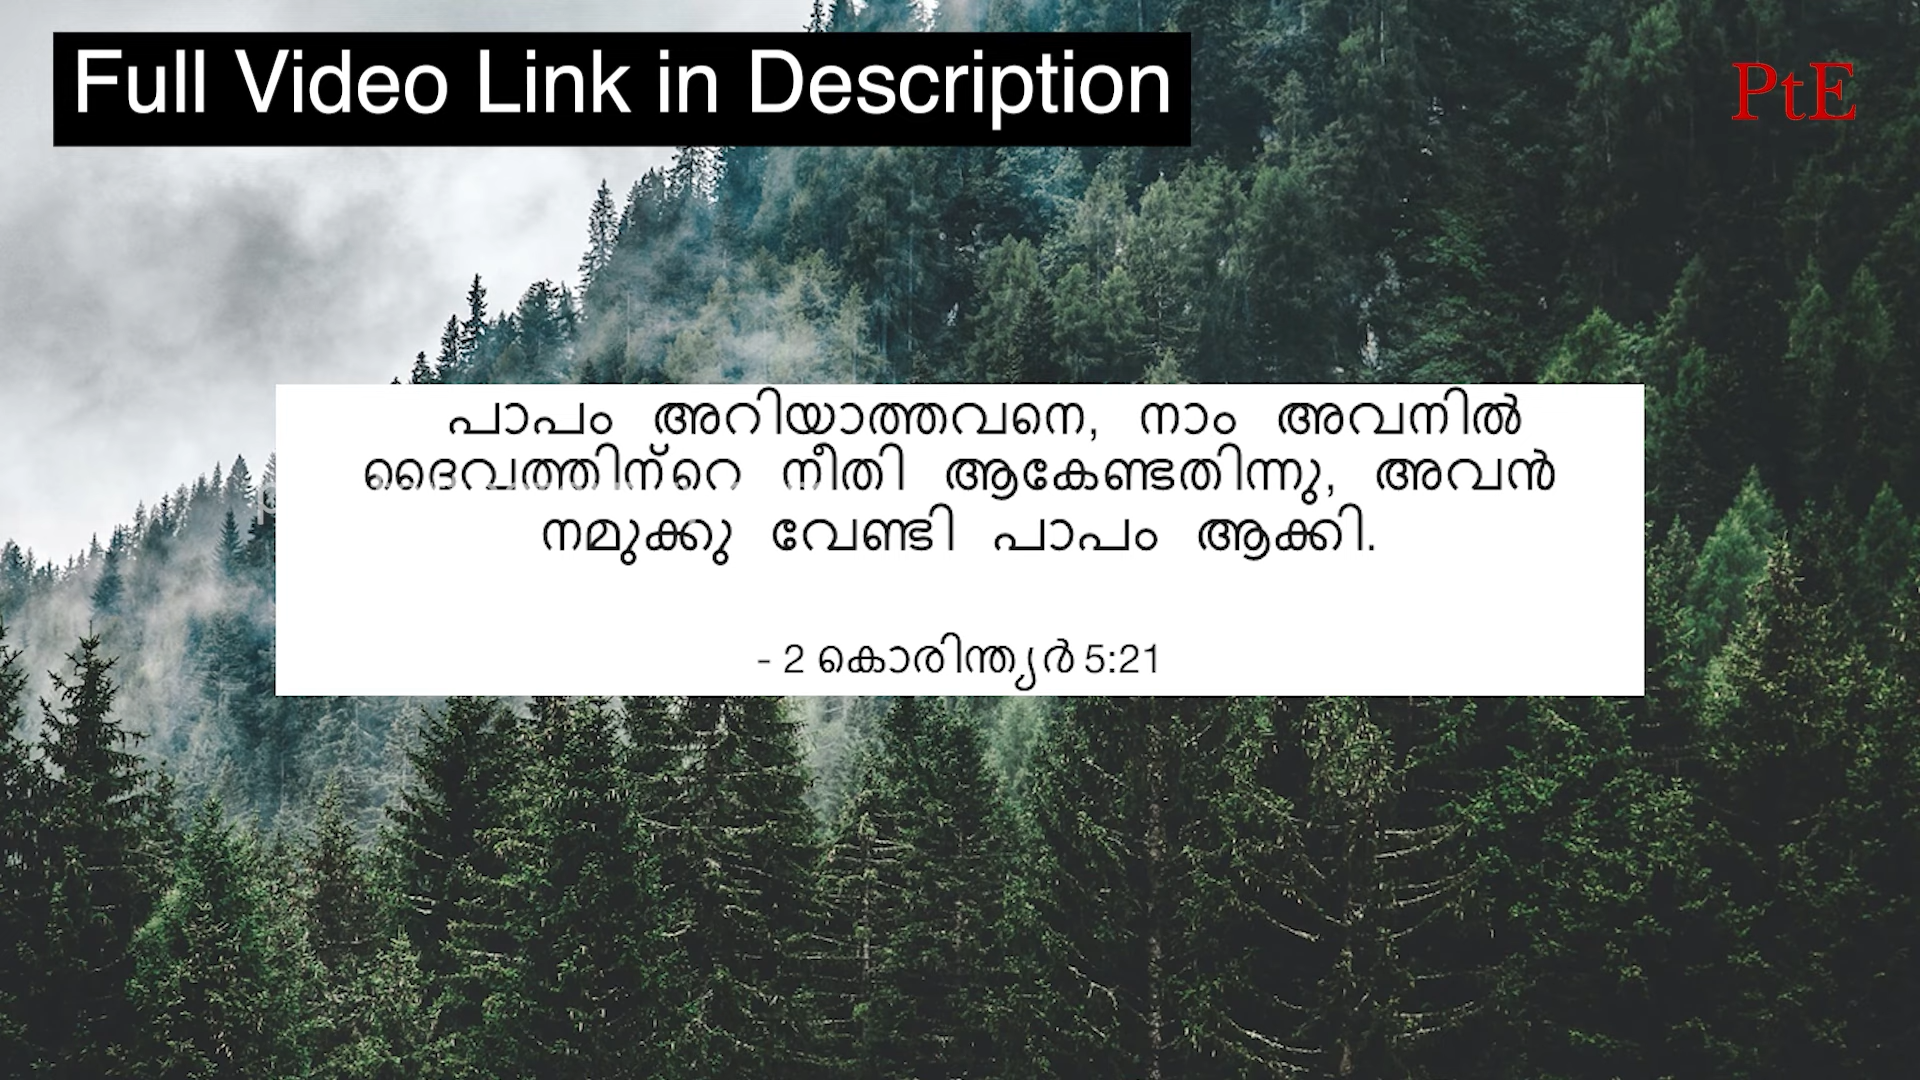 Full Video Link in Description
PtE
പാപം അറിയാത്തവനെ, നാം അവനിൽ
ദൈവത്തിന്റെ നീതി ആകേണ്ടതിന്നു, അവൻ
നമുക്കു വേണ്ടി പാപം ആക്കി.
- 2 കൊരിന്ത്യർ 5:21